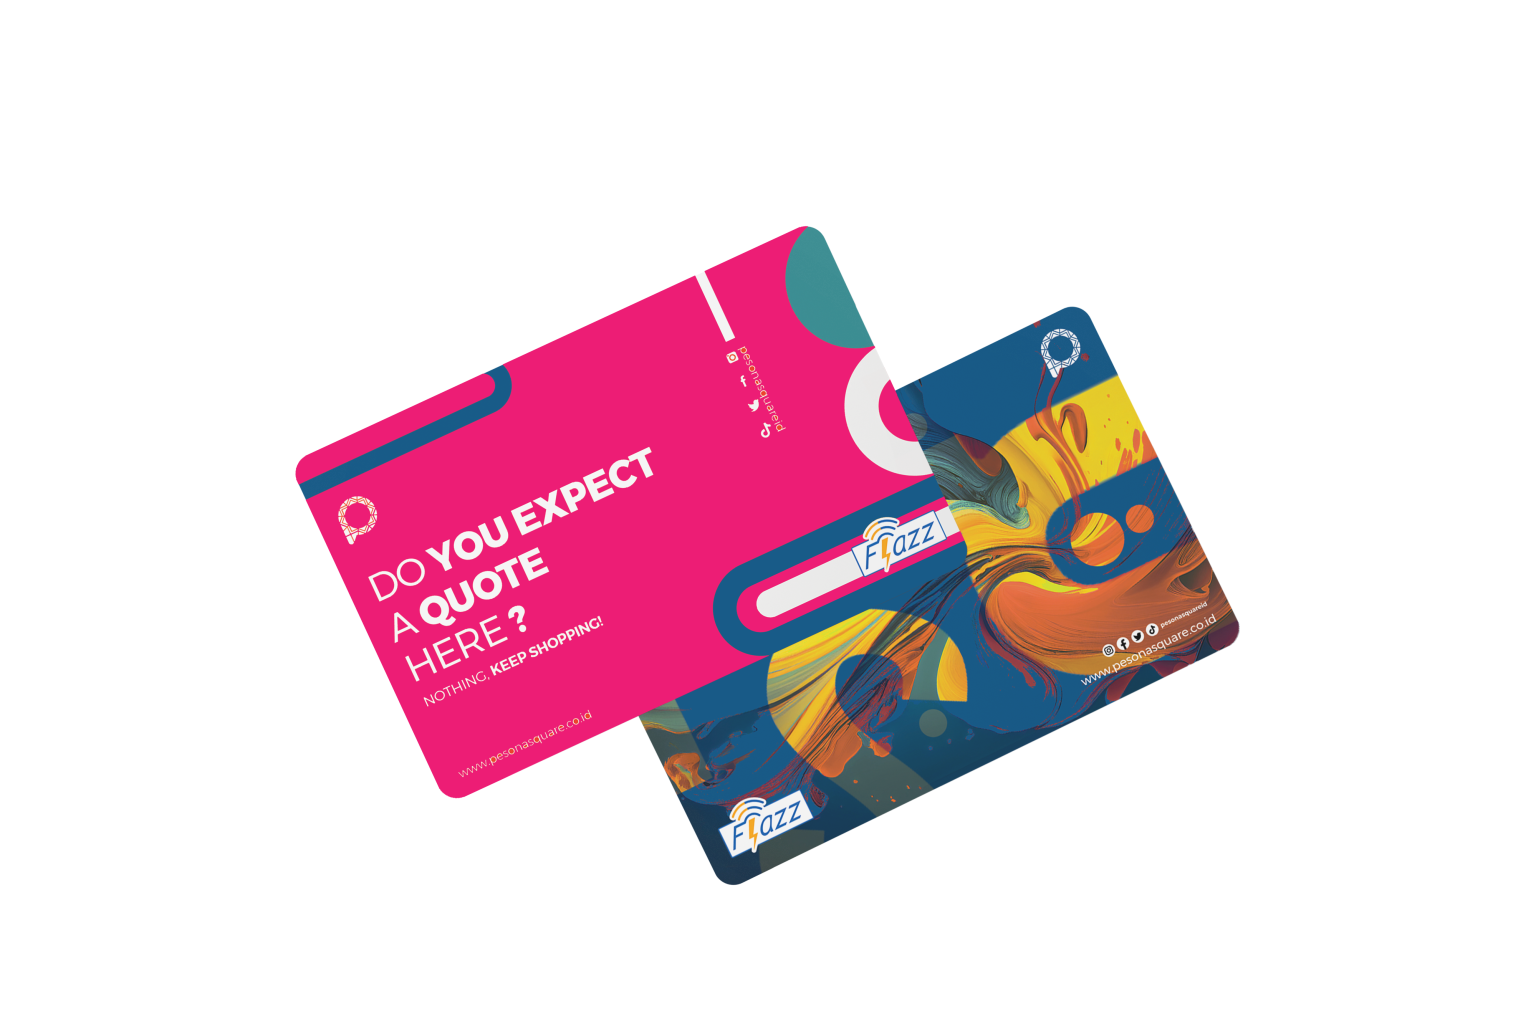 DO YOU EXPECT
A QUOTE
HERE ?
NOTHING, KEEP SHOPPING!
www.pesonasquare.co.id
pesonasquareid
Flazz
pesonasquareid
www.pesonasquare.co.id
Flazz